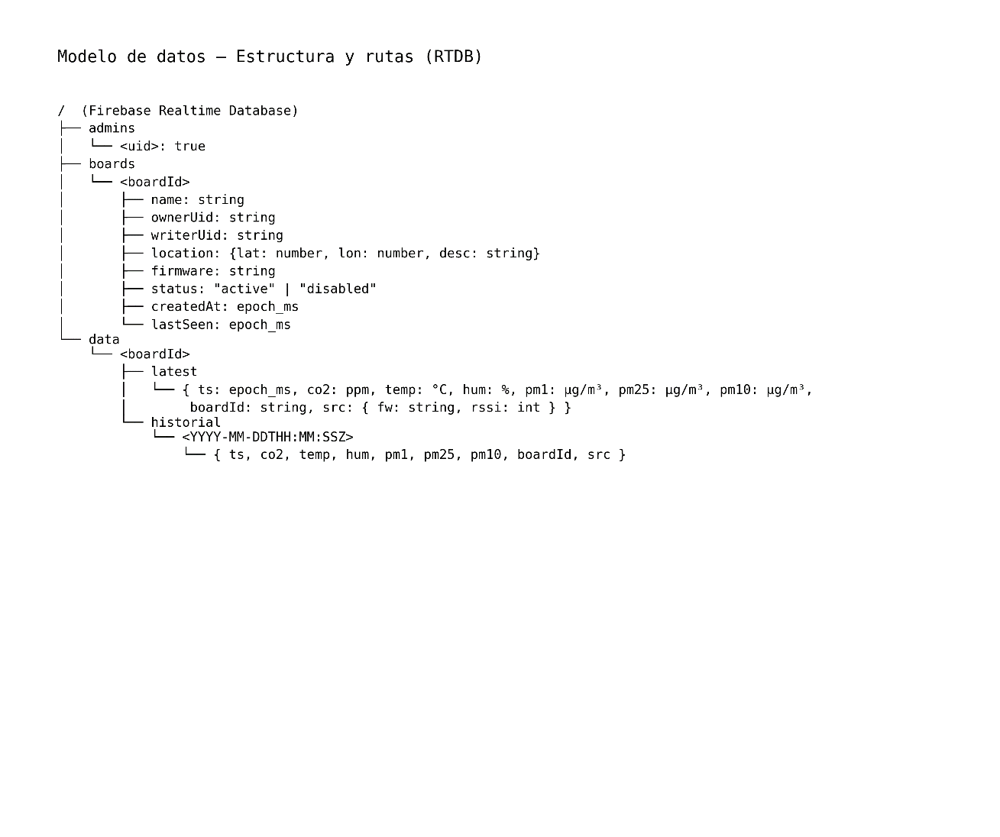 Modelo de datos — Estructura y rutas (RTDB)
/  (Firebase Realtime Database)
├── admins
│   └── <uid>: true
├── boards
│   └── <boardId>
│       ├── name: string
│       ├── ownerUid: string
│       ├── writerUid: string
│       ├── location: {lat: number, lon: number, desc: string}
│       ├── firmware: string
│       ├── status: "active" | "disabled"
│       ├── createdAt: epoch_ms
│       └── lastSeen: epoch_ms
└── data
    └── <boardId>
        ├── latest
        │   └── { ts: epoch_ms, co2: ppm, temp: °C, hum: %, pm1: µg/m³, pm25: µg/m³, pm10: µg/m³,
        │        boardId: string, src: { fw: string, rssi: int } }
        └── historial
            └── <YYYY-MM-DDTHH:MM:SSZ>
                └── { ts, co2, temp, hum, pm1, pm25, pm10, boardId, src }